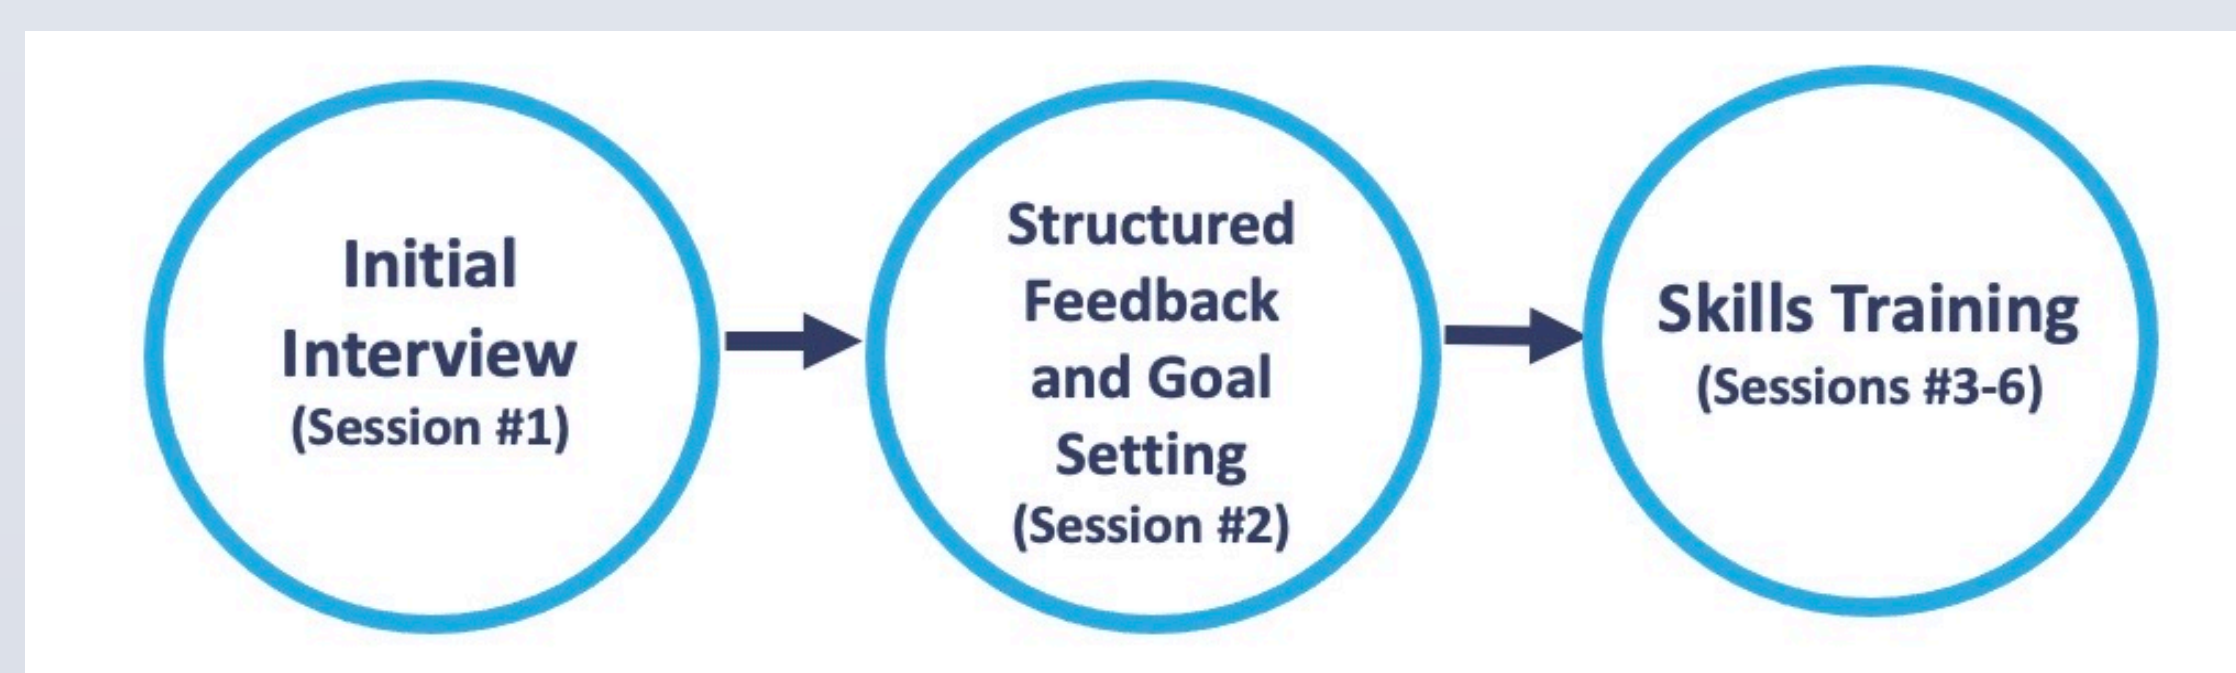 Initial
Interview
(Session #1)
Structured
Feedback
and Goal
Setting
(Session #2)
Skills Training
(Sessions #3-6)